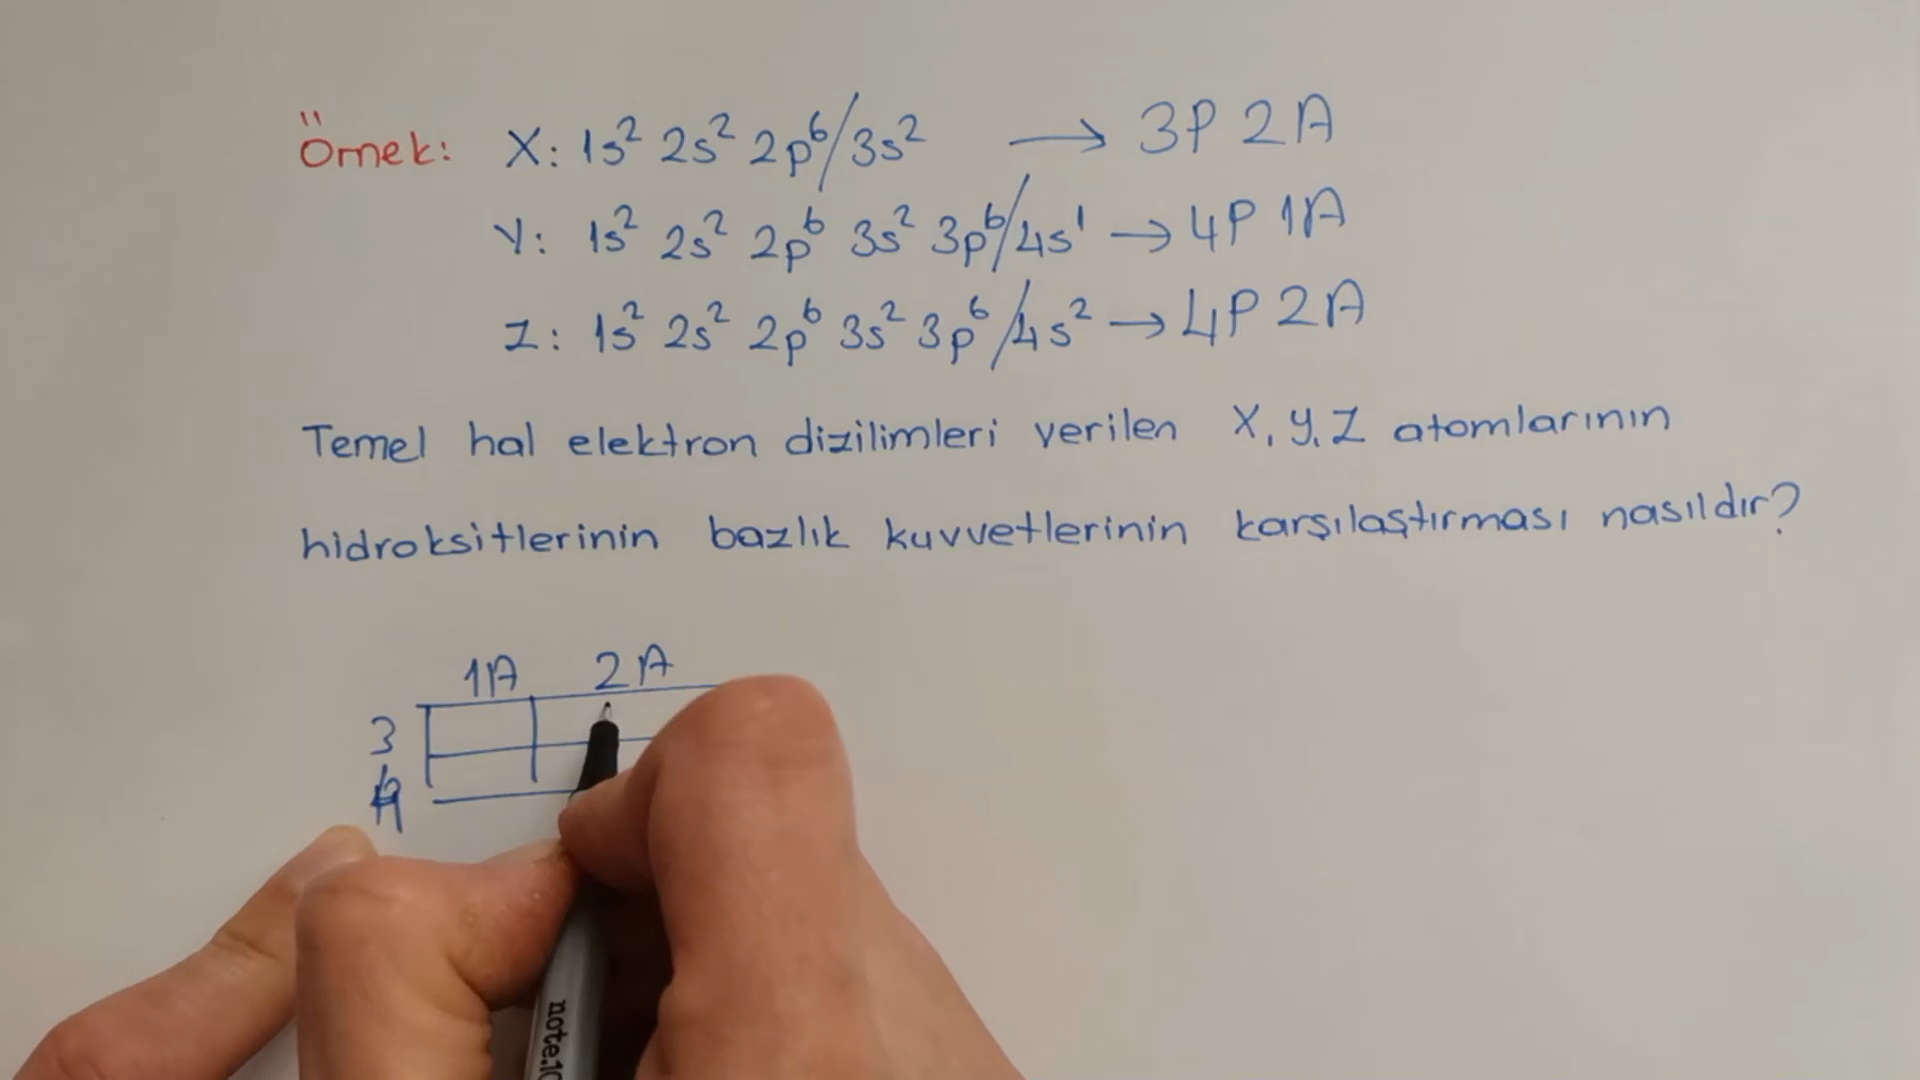 Örnek: X: 1s² 2s² 2p⁶/3s² → 3P 2A
Y: 1s² 2s² 2p⁶ 3s² 3p⁶/4s¹ → 4P 1A
Z: 1s² 2s² 2p⁶ 3s² 3p⁶/4s² → 4P 2A
Temel hal elektron dizilimleri verilen X, Y, Z atomlarının
hidroksitlerinin bazlık kuvvetlerinin karşılaştırması nasıldır?
1A 2A
3
4
note.10